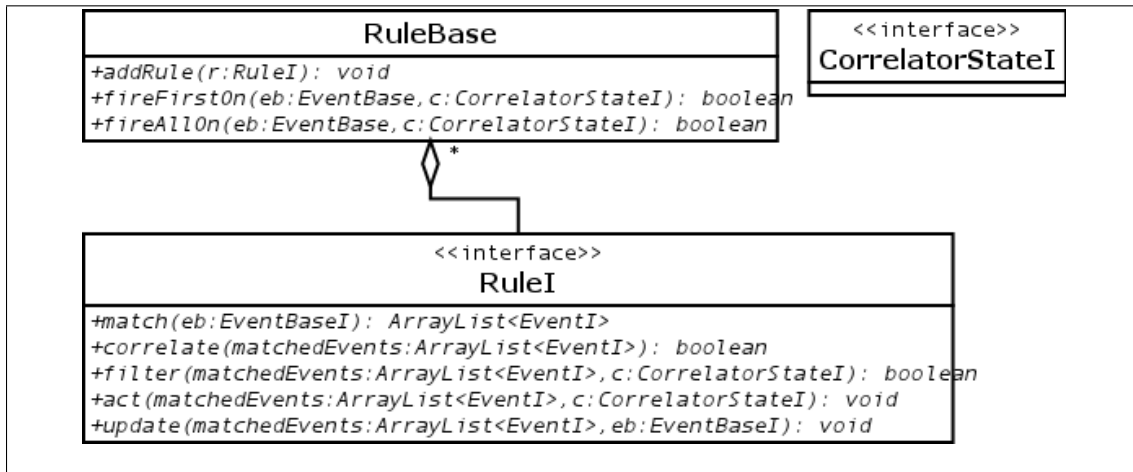 RuleBase
+addRule(r:RuleI): void
+fireFirstOn(eb:EventBase,c:CorrelatorStateI): boolean
+fireAllOn(eb:EventBase,c:CorrelatorStateI): boolean
<<interface>>
CorrelatorStateI
*
<<interface>>
RuleI
+match(eb:EventBaseI): ArrayList<EventI>
+correlate(matchedEvents:ArrayList<EventI>): boolean
+filter(matchedEvents:ArrayList<EventI>,c:CorrelatorStateI): boolean
+act(matchedEvents:ArrayList<EventI>,c:CorrelatorStateI): void
+update(matchedEvents:ArrayList<EventI>,eb:EventBaseI): void